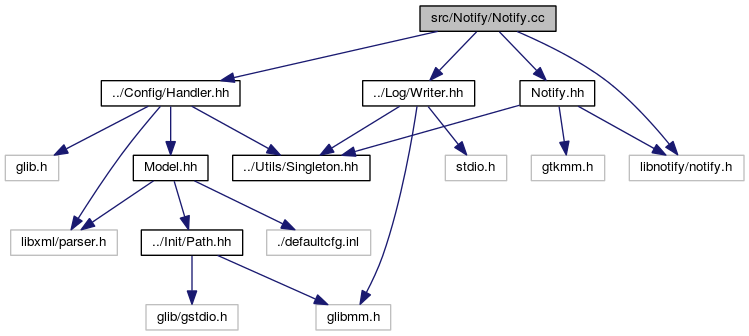 src/Notify/Notify.cc
../Config/Handler.hh
../Log/Writer.hh
Notify.hh
glib.h
Model.hh
../Utils/Singleton.hh
stdio.h
gtkmm.h
libnotify/notify.h
libxml/parser.h
../Init/Path.hh
./defaultcfg.inl
glib/gstdio.h
glibmm.h